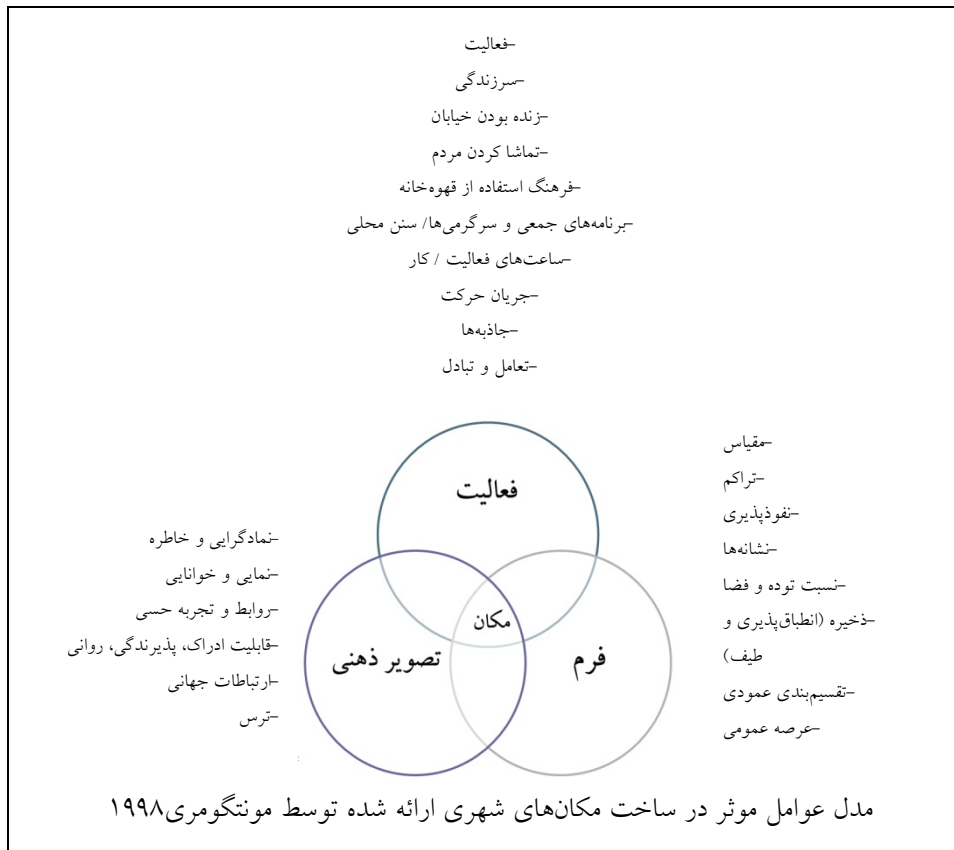 -فعالیت
-سرزندگی
-زنده بودن خیابان
-تماشا کردن مردم
-فرهنگ استفاده از قهوه‌خانه
-برنامه‌های جمعی و سرگرمی‌ها/ سنن محلی
-ساعت‌های فعالیت / کار
-جریان حرکت
-جاذبه‌ها
-تعامل و تبادل
فعالیت
-مقیاس
-تراکم
-نفوذپذیری
-نشانه‌ها
-نسبت توده و فضا
-ذخیره (انطباق‌پذیری و
طیف)
-تقسیم‌بندی عمودی
-عرصه عمومی
مکان
فرم
تصویر ذهنی
-نمادگرایی و خاطره
-نمایی و خوانایی
-روابط و تجربه حسی
-قابلیت ادراک، پذیرندگی، روانی
-ارتباطات جهانی
-ترس
مدل عوامل موثر در ساخت مکان‌های شهری ارائه شده توسط مونتگومری۱۹۹۸